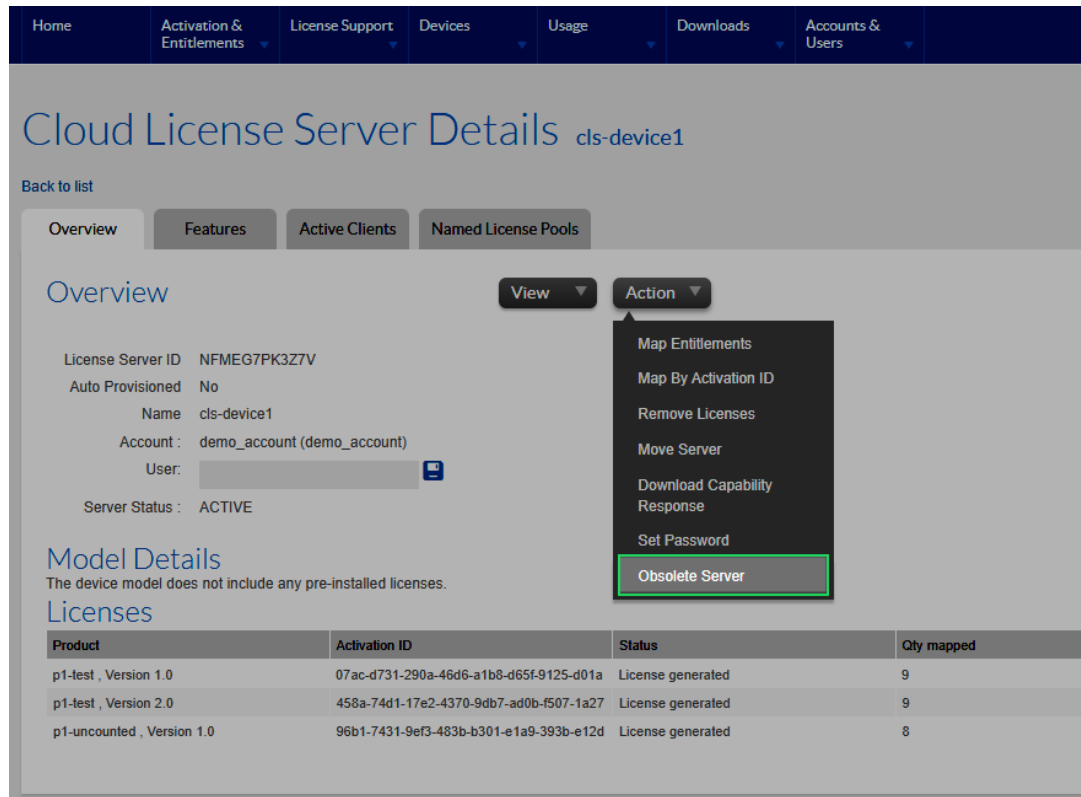 Home Activation & Entitlements License Support Devices Usage Downloads Accounts & Users
Cloud License Server Details cls-device1
Back to list
Overview Features Active Clients Named License Pools
Overview
View Action
License Server ID NFMEG7PK3Z7V
Auto Provisioned No
Name cls-device1
Account : demo_account (demo_account)
User:
Server Status : ACTIVE
Map Entitlements
Map By Activation ID
Remove Licenses
Move Server
Download Capability
Response
Set Password
Obsolete Server
Model Details
The device model does not include any pre-installed licenses.
Licenses
Product Activation ID Status Qty mapped
p1-test , Version 1.0 07ac-d731-290a-46d6-a1b8-d65f-9125-d01a License generated 9
p1-test , Version 2.0 458a-74d1-17e2-4370-9db7-ad0b-f507-1a27 License generated 9
p1-uncounted , Version 1.0 96b1-7431-9ef3-483b-b301-e1a9-393b-e12d License generated 8